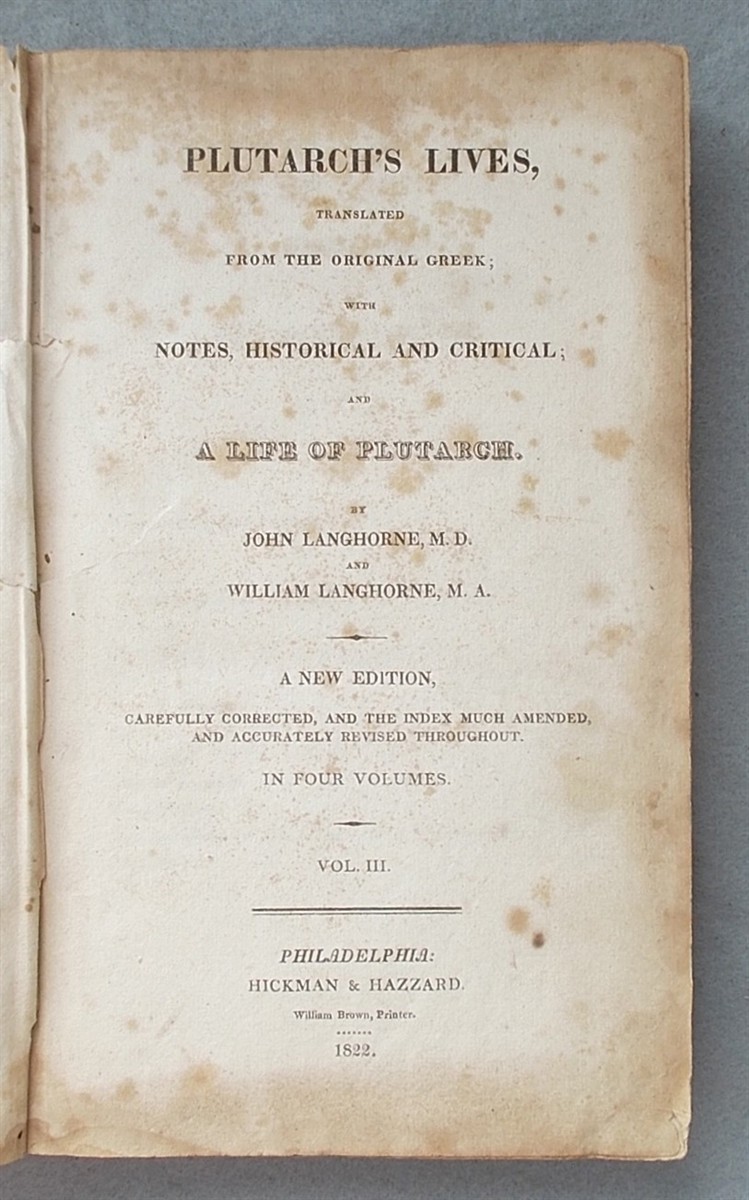 PLUTARCH'S LIVES,
TRANSLATED
FROM THE ORIGINAL GREEK;
WITH
NOTES, HISTORICAL AND CRITICAL;
AND
A LIFE OF PLUTARCH.
BY
JOHN LANGHORNE, M. D.
AND
WILLIAM LANGHORNE, M. A.
A NEW EDITION,
CAREFULLY CORRECTED, AND THE INDEX MUCH AMENDED,
AND ACCURATELY REVISED THROUGHOUT.
IN FOUR VOLUMES.
VOL. III.
PHILADELPHIA:
HICKMAN & HAZZARD.
William Brown, Printer.
1822.